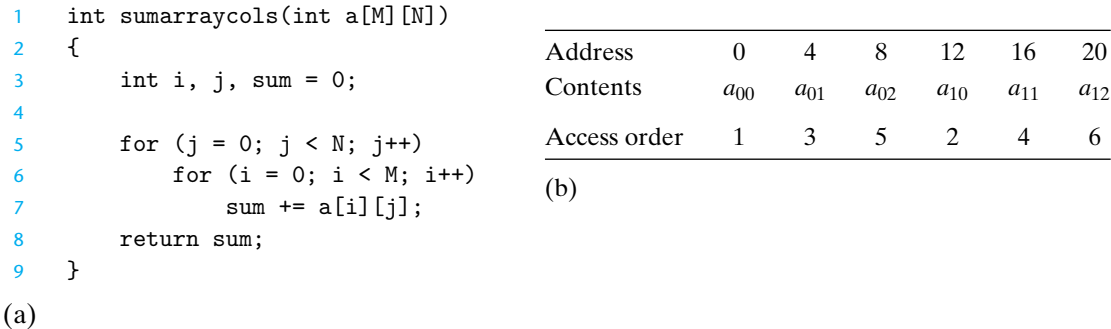 1 int sumarraycols(int a[M][N])
2 {
3     int i, j, sum = 0;
4
5     for (j = 0; j < N; j++)
6         for (i = 0; i < M; i++)
7             sum += a[i][j];
8     return sum;
9 }
(a)
Address 0 4 8 12 16 20
Contents a00 a01 a02 a10 a11 a12
Access order 1 3 5 2 4 6
(b)